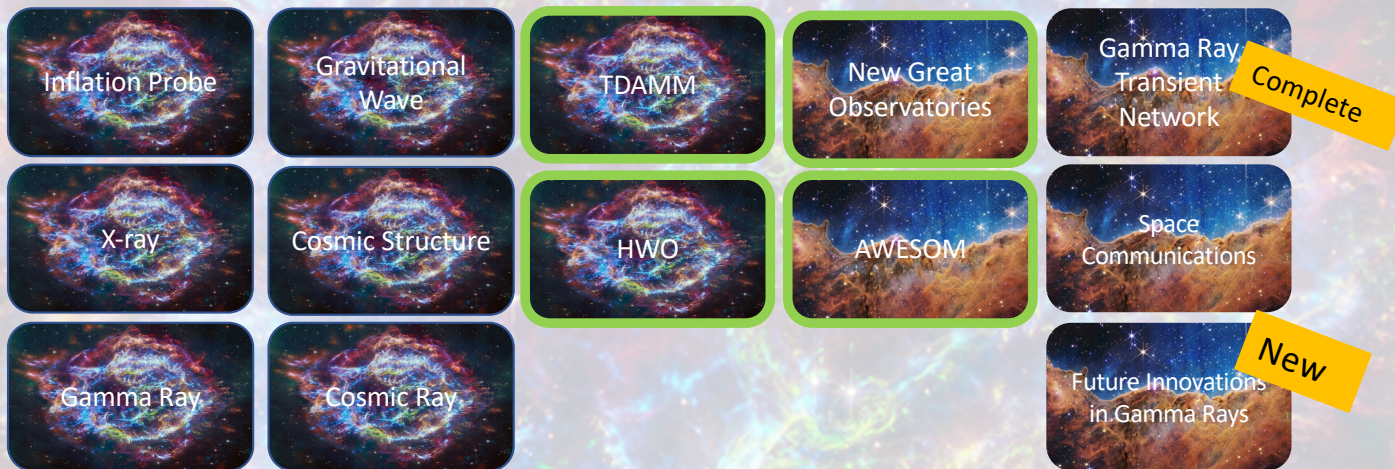 Inflation Probe
Gravitational
Wave
TDAMM
New Great
Observatories
Gamma Ray
Transient
Network
Complete
X-ray
Cosmic Structure
HWO
AWESOM
Space
Communications
Gamma Ray
Cosmic Ray
Future Innovations
in Gamma Rays
New